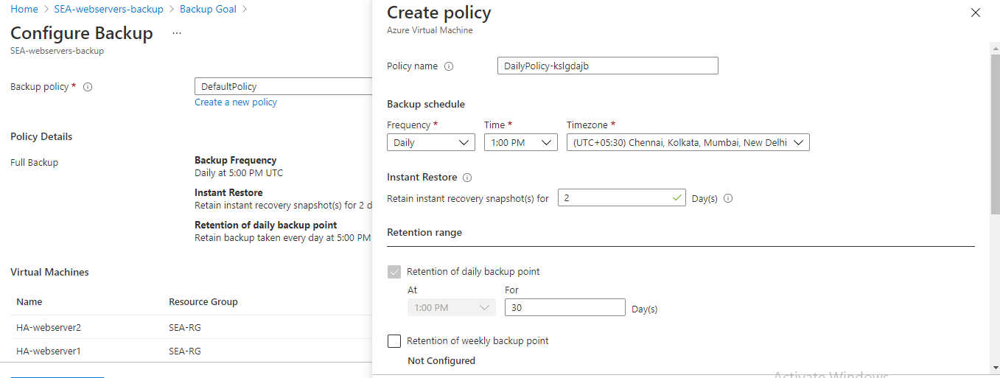 Home > SEA-webservers-backup > Backup Goal >
Configure Backup ...
SEA-webservers-backup
Backup policy *
DefaultPolicy
Create a new policy
Policy Details
Full Backup
Backup Frequency
Daily at 5:00 PM UTC
Instant Restore
Retain instant recovery snapshot(s) for 2 d
Retention of daily backup point
Retain backup taken every day at 5:00 PM
Virtual Machines
Name Resource Group
HA-webserver2 SEA-RG
HA-webserver1 SEA-RG
Create policy
Azure Virtual Machine
Policy name DailyPolicy-kslgdajb
Backup schedule
Frequency * Time * Timezone *
Daily 1:00 PM (UTC+05:30) Chennai, Kolkata, Mumbai, New Delhi
Instant Restore
Retain instant recovery snapshot(s) for 2 Day(s)
Retention range
Retention of daily backup point
At For
1:00 PM 30 Day(s)
Retention of weekly backup point
Not Configured
Activate Windows